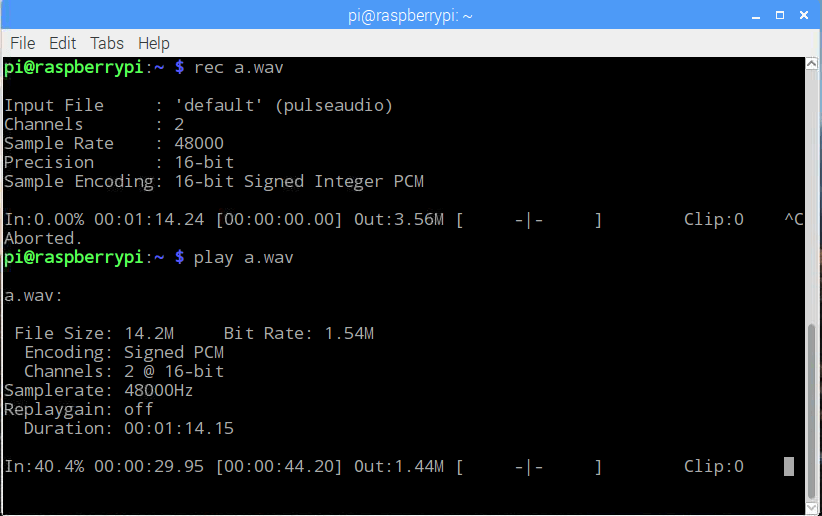 pi@raspberrypi: ~
File Edit Tabs Help
pi@raspberrypi:~ $ rec a.wav
Input File     : 'default' (pulseaudio)
Channels       : 2
Sample Rate    : 48000
Precision      : 16-bit
Sample Encoding: 16-bit Signed Integer PCM
In:0.00% 00:01:14.24 [00:00:00.00] Out:3.56M [     -|-     ]        Clip:0    ^C
Aborted.
pi@raspberrypi:~ $ play a.wav
a.wav:
 File Size: 14.2M     Bit Rate: 1.54M
  Encoding: Signed PCM
  Channels: 2 @ 16-bit
Samplerate: 48000Hz
Replaygain: off
  Duration: 00:01:14.15
In:40.4% 00:00:29.95 [00:00:44.20] Out:1.44M [     -|-     ]        Clip:0